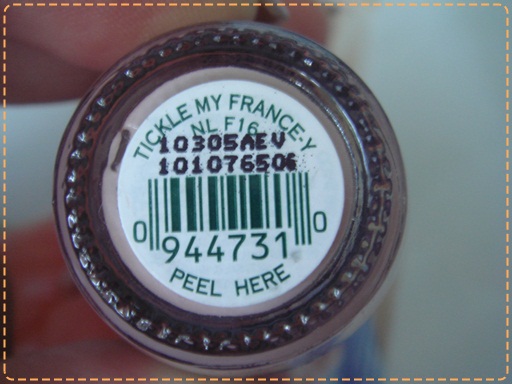 TICKLE MY FRANCE-Y
NL F16
10305AEV
101076506
0 944731 0
PEEL HERE